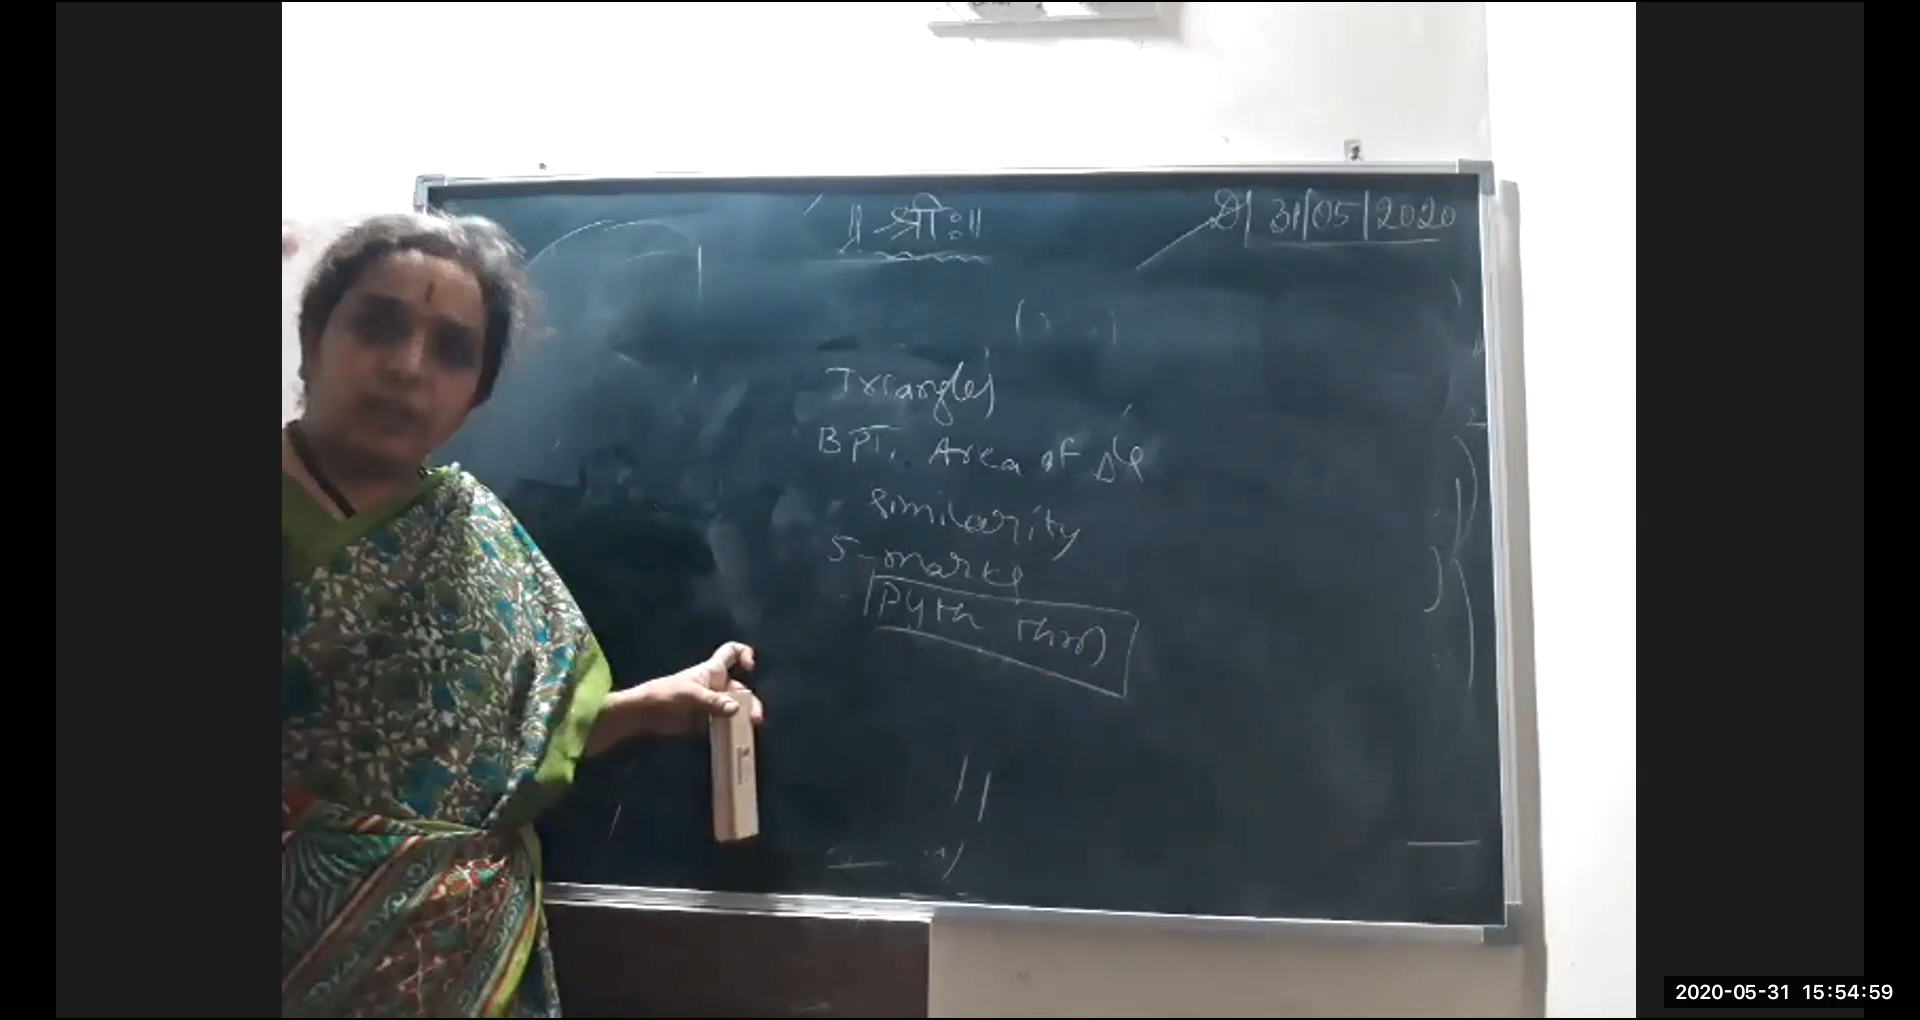 ॥ श्रीः॥
D| 31/05/2020
Triangles
BPT, Area of Δle
similarity
5-marks
Pyth thm
2020-05-31 15:54:59